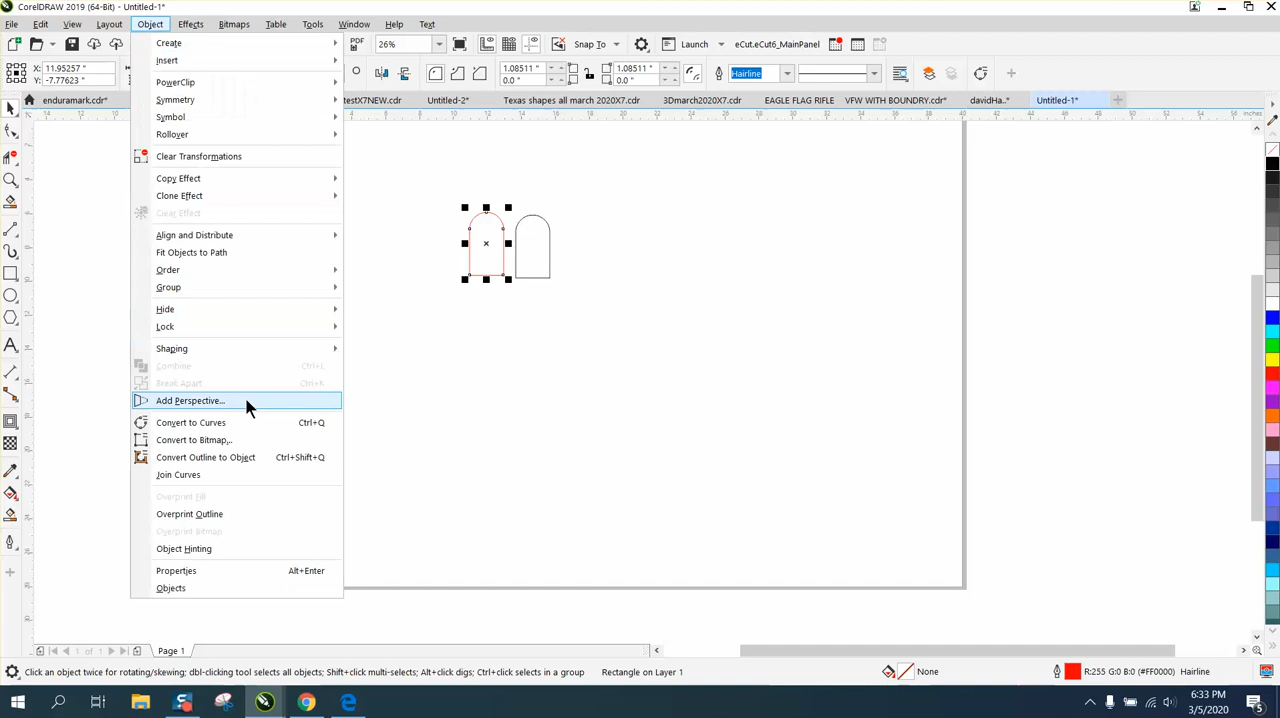 CorelDRAW 2019 (64-Bit) - Untitled-1*
File Edit View Layout Object Effects Bitmaps Table Tools Window Help Text
PDF 26% Snap To Launch eCut.eCut6_MainPanel
X: 11.95257 "
Y: -7.77623 "
1.08511 " 1.08511 " Hairline
0.0 " 0.0 "
enduramark.cdr* testX7NEW.cdr Untitled-2* Texas shapes all march 2020X7.cdr 3Dmarch2020X7.cdr EAGLE FLAG RIFLE VFW WITH BOUNDRY.cdr* davidHa... Untitled-1*
inches
Create
Insert
PowerClip
Symmetry
Symbol
Rollover
Clear Transformations
Copy Effect
Clone Effect
Clear Effect
Align and Distribute
Fit Objects to Path
Order
Group
Hide
Lock
Shaping
Combine Ctrl+L
Break Apart Ctrl+K
Add Perspective...
Convert to Curves Ctrl+Q
Convert to Bitmap...
Convert Outline to Object Ctrl+Shift+Q
Join Curves
Overprint Fill
Overprint Outline
Overprint Bitmap
Object Hinting
Properties Alt+Enter
Objects
1 of 1 Page 1
Click an object twice for rotating/skewing; dbl-clicking tool selects all objects; Shift+click multi-selects; Alt+click digs; Ctrl+click selects in a group Rectangle on Layer 1 None R:255 G:0 B:0 (#FF0000) Hairline
6:33 PM
3/5/2020
5